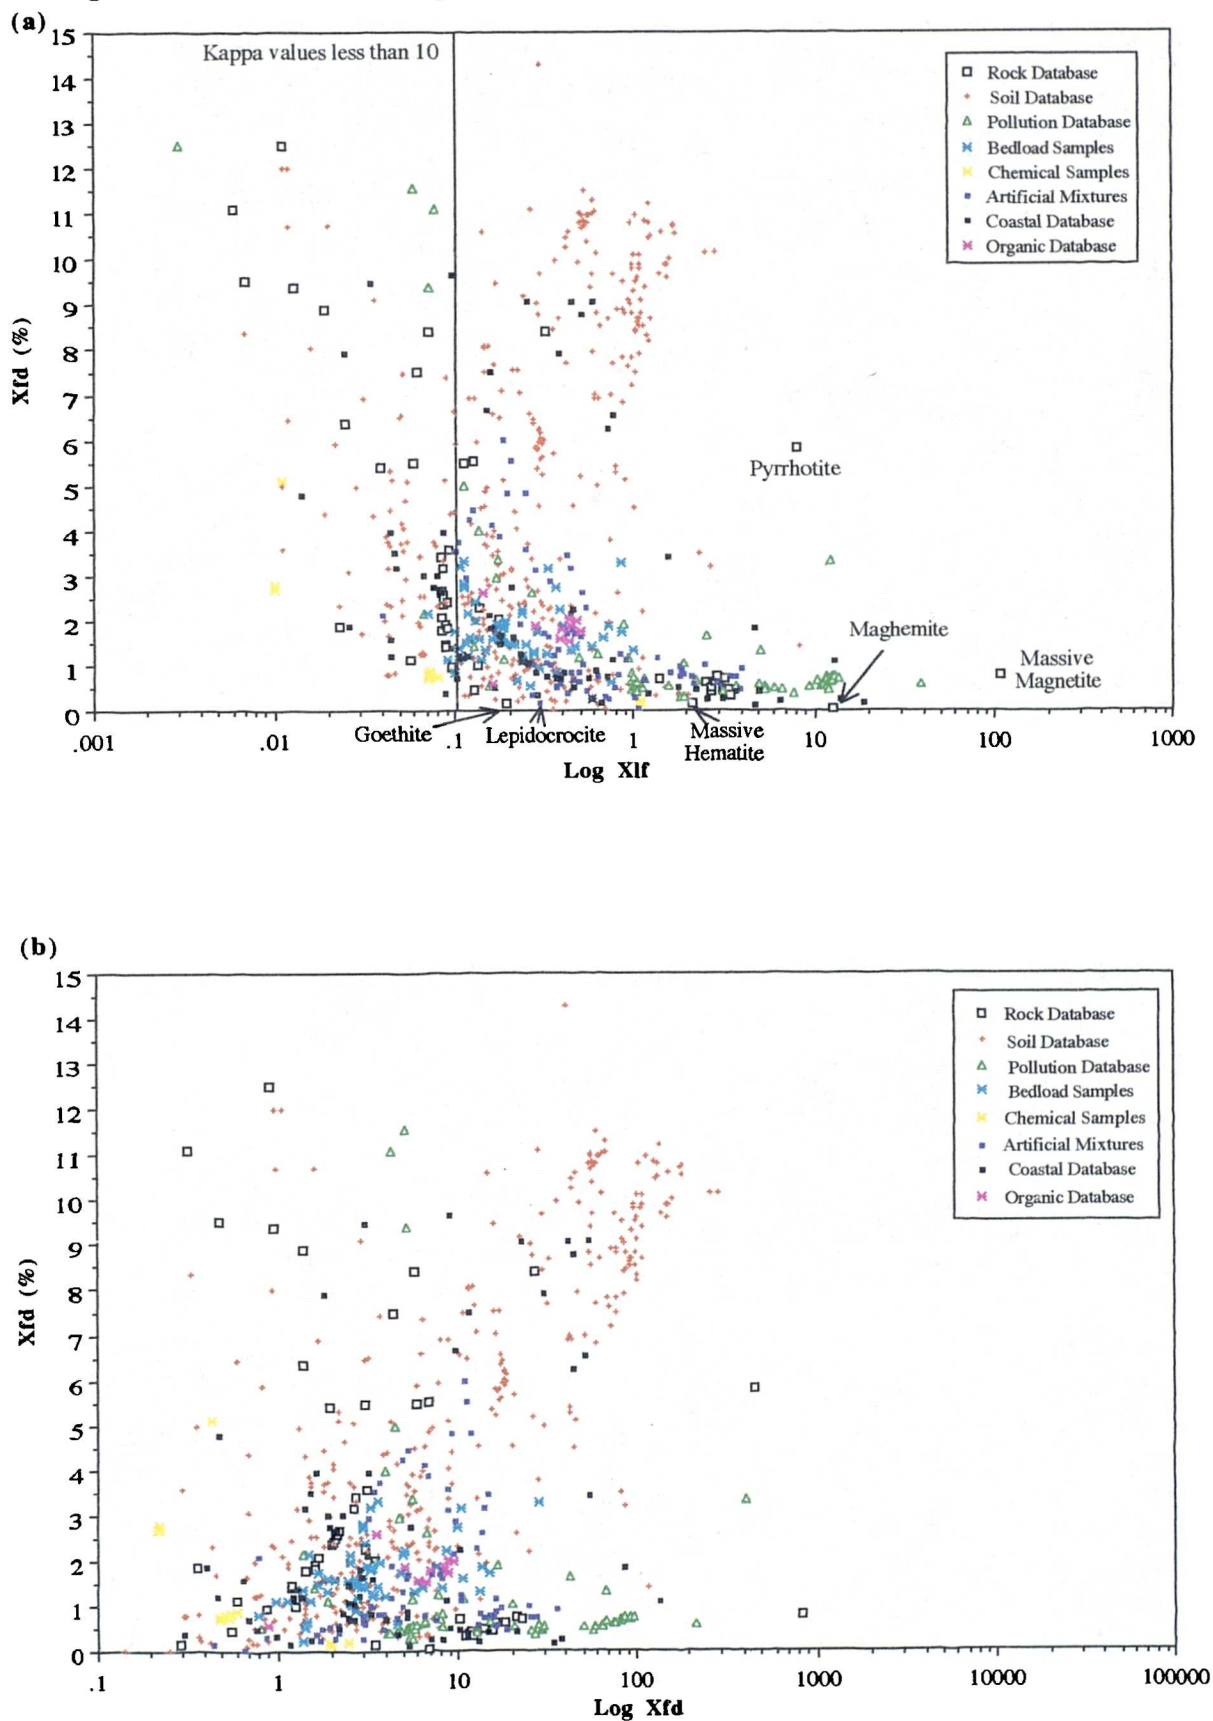 (a)
15
14
13
12
11
10
9
8
7
6
5
4
3
2
1
0
Xfd (%)
Kappa values less than 10
Rock Database
Soil Database
Pollution Database
Bedload Samples
Chemical Samples
Artificial Mixtures
Coastal Database
Organic Database
Pyrrhotite
Maghemite
Massive
Magnetite
Goethite
Lepidocrocite
Massive
Hematite
.001
.01
.1
1
10
100
1000
Log Xlf
(b)
15
14
13
12
11
10
9
8
7
6
5
4
3
2
1
0
Xfd (%)
Rock Database
Soil Database
Pollution Database
Bedload Samples
Chemical Samples
Artificial Mixtures
Coastal Database
Organic Database
.1
1
10
100
1000
10000
100000
Log Xfd